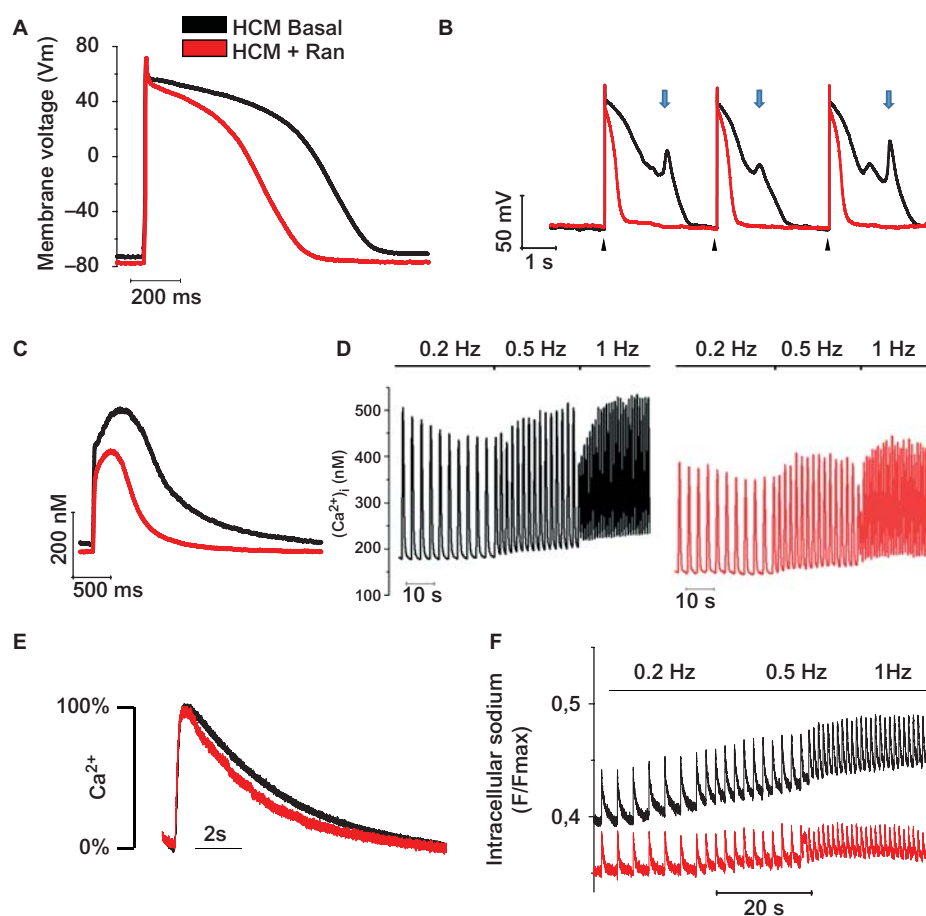 A
HCM Basal
HCM + Ran
Membrane voltage (Vm)
80
40
0
−40
−80
200 ms
B
50 mV
1 s
C
200 nM
500 ms
D
0.2 Hz 0.5 Hz 1 Hz
0.2 Hz 0.5 Hz 1 Hz
(Ca2+)i (nM)
500
400
300
200
100
10 s
10 s
E
Ca2+
100%
0%
2s
F
0.2 Hz 0.5 Hz 1Hz
Intracellular sodium
(F/Fmax)
0,5
0,4
20 s